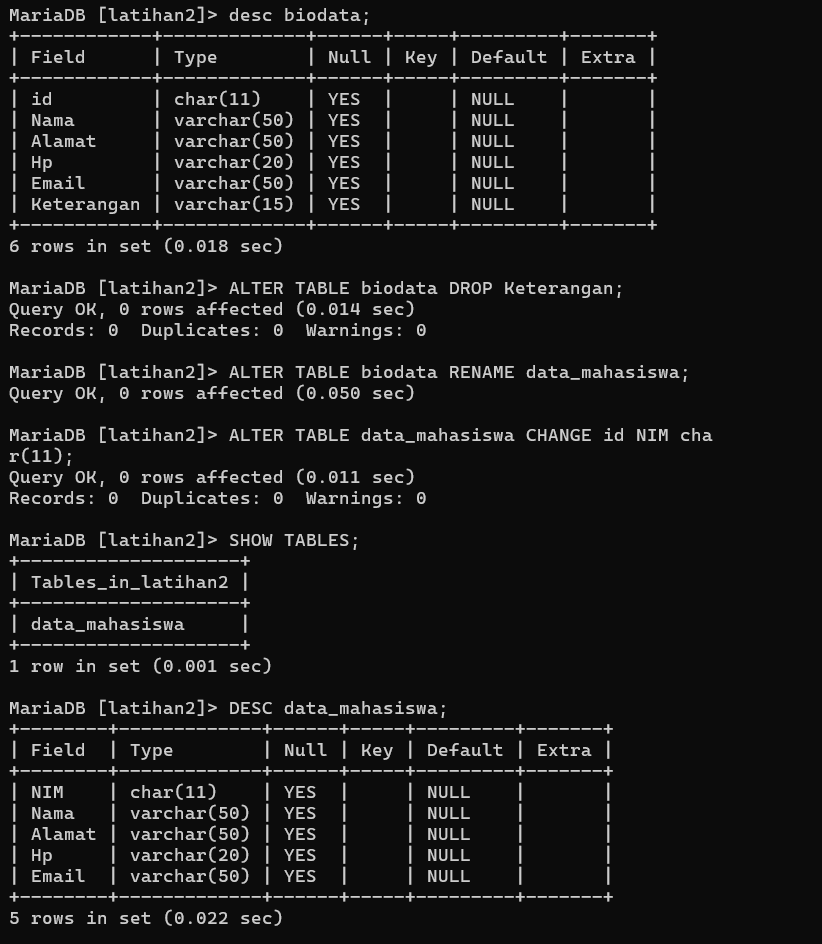 MariaDB [latihan2]> desc biodata;
+------------+-------------+------+-----+---------+-------+
| Field      | Type        | Null | Key | Default | Extra |
+------------+-------------+------+-----+---------+-------+
| id         | char(11)    | YES  |     | NULL    |       |
| Nama       | varchar(50) | YES  |     | NULL    |       |
| Alamat     | varchar(50) | YES  |     | NULL    |       |
| Hp         | varchar(20) | YES  |     | NULL    |       |
| Email      | varchar(50) | YES  |     | NULL    |       |
| Keterangan | varchar(15) | YES  |     | NULL    |       |
+------------+-------------+------+-----+---------+-------+
6 rows in set (0.018 sec)

MariaDB [latihan2]> ALTER TABLE biodata DROP Keterangan;
Query OK, 0 rows affected (0.014 sec)
Records: 0  Duplicates: 0  Warnings: 0

MariaDB [latihan2]> ALTER TABLE biodata RENAME data_mahasiswa;
Query OK, 0 rows affected (0.050 sec)

MariaDB [latihan2]> ALTER TABLE data_mahasiswa CHANGE id NIM cha
r(11);
Query OK, 0 rows affected (0.011 sec)
Records: 0  Duplicates: 0  Warnings: 0

MariaDB [latihan2]> SHOW TABLES;
+--------------------+
| Tables_in_latihan2 |
+--------------------+
| data_mahasiswa     |
+--------------------+
1 row in set (0.001 sec)

MariaDB [latihan2]> DESC data_mahasiswa;
+--------+-------------+------+-----+---------+-------+
| Field  | Type        | Null | Key | Default | Extra |
+--------+-------------+------+-----+---------+-------+
| NIM    | char(11)    | YES  |     | NULL    |       |
| Nama   | varchar(50) | YES  |     | NULL    |       |
| Alamat | varchar(50) | YES  |     | NULL    |       |
| Hp     | varchar(20) | YES  |     | NULL    |       |
| Email  | varchar(50) | YES  |     | NULL    |       |
+--------+-------------+------+-----+---------+-------+
5 rows in set (0.022 sec)